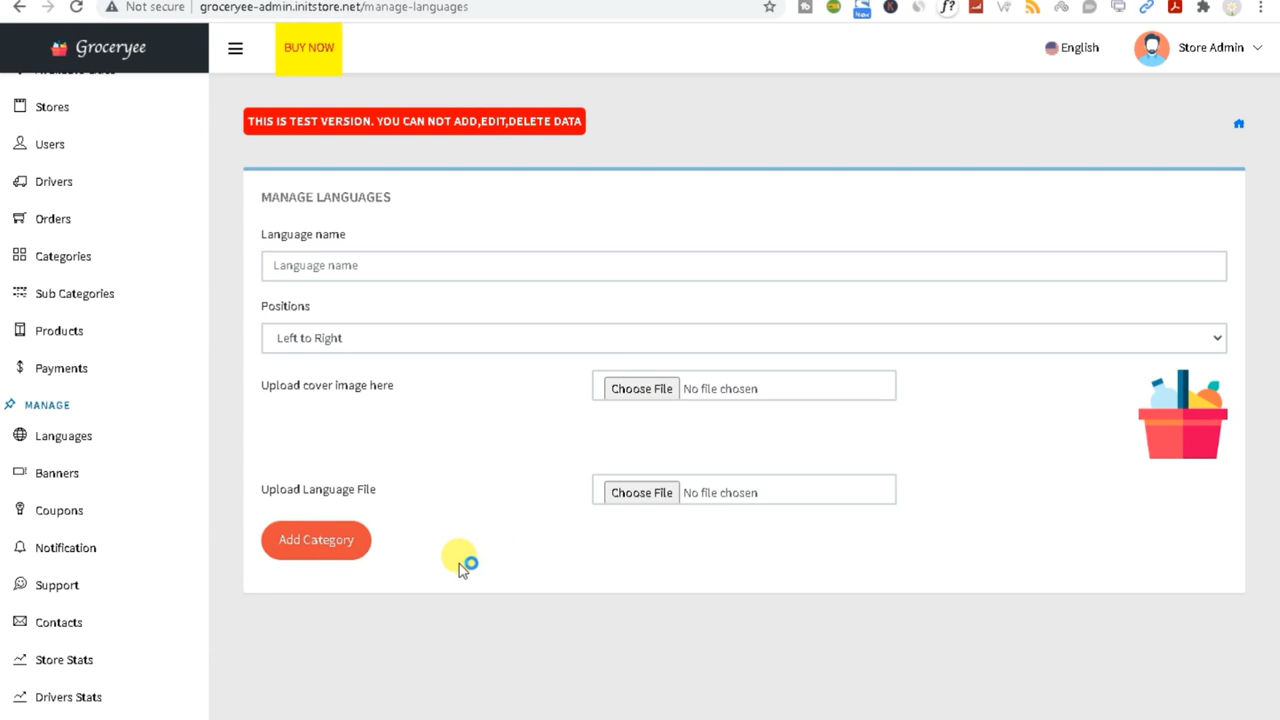 Not secure
groceryee-admin.initstore.net/manage-languages
Groceryee
BUY NOW
English
Store Admin
Stores
Users
Drivers
Orders
Categories
Sub Categories
Products
Payments
MANAGE
Languages
Banners
Coupons
Notification
Support
Contacts
Store Stats
Drivers Stats
THIS IS TEST VERSION. YOU CAN NOT ADD,EDIT,DELETE DATA
MANAGE LANGUAGES
Language name
Language name
Positions
Left to Right
Upload cover image here
Choose File No file chosen
Upload Language File
Choose File No file chosen
Add Category